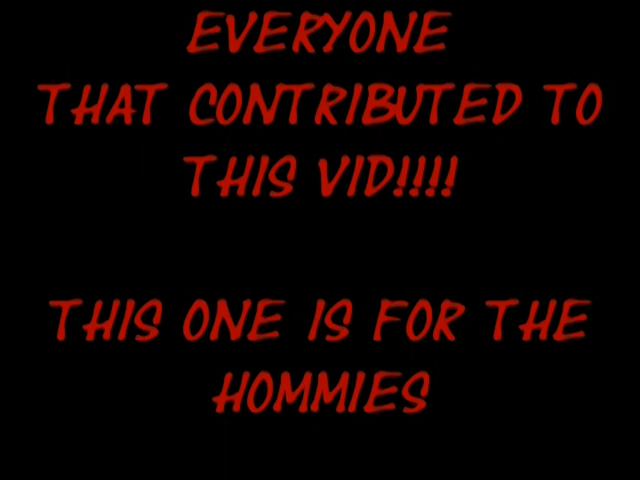 EVERYONE
THAT CONTRIBUTED TO
THIS VID!!!!
THIS ONE IS FOR THE
HOMMIES